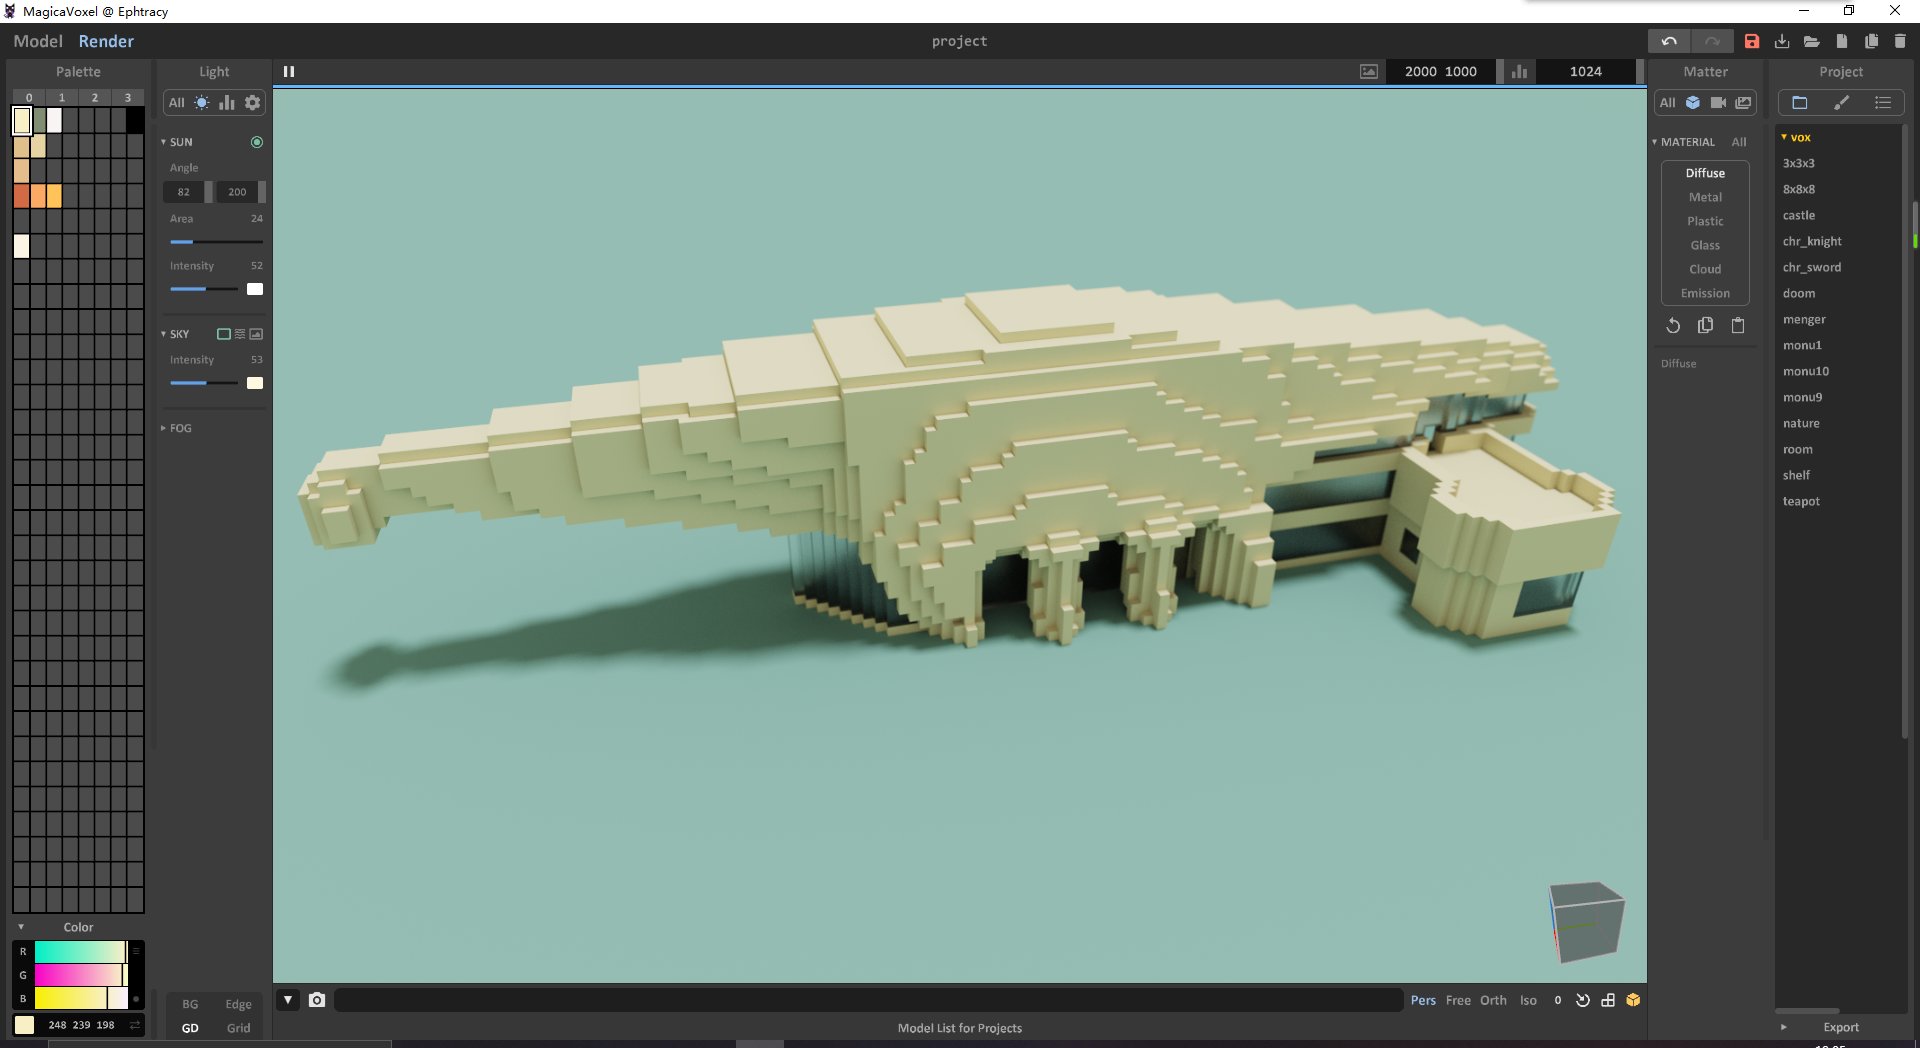 MagicaVoxel @ Ephtracy
Model Render
project
Palette
0 1 2 3
Light
All
SUN
Angle
82 200
Area 24
Intensity 52
SKY
Intensity 53
FOG
2000 1000
1024
Matter
All
MATERIAL All
Diffuse
Metal
Plastic
Glass
Cloud
Emission
Diffuse
Project
vox
3x3x3
8x8x8
castle
chr_knight
chr_sword
doom
menger
monu1
monu10
monu9
nature
room
shelf
teapot
Color
R
G
B
248 239 198
BG Edge
GD Grid
Pers Free Orth Iso 0
Model List for Projects
Export